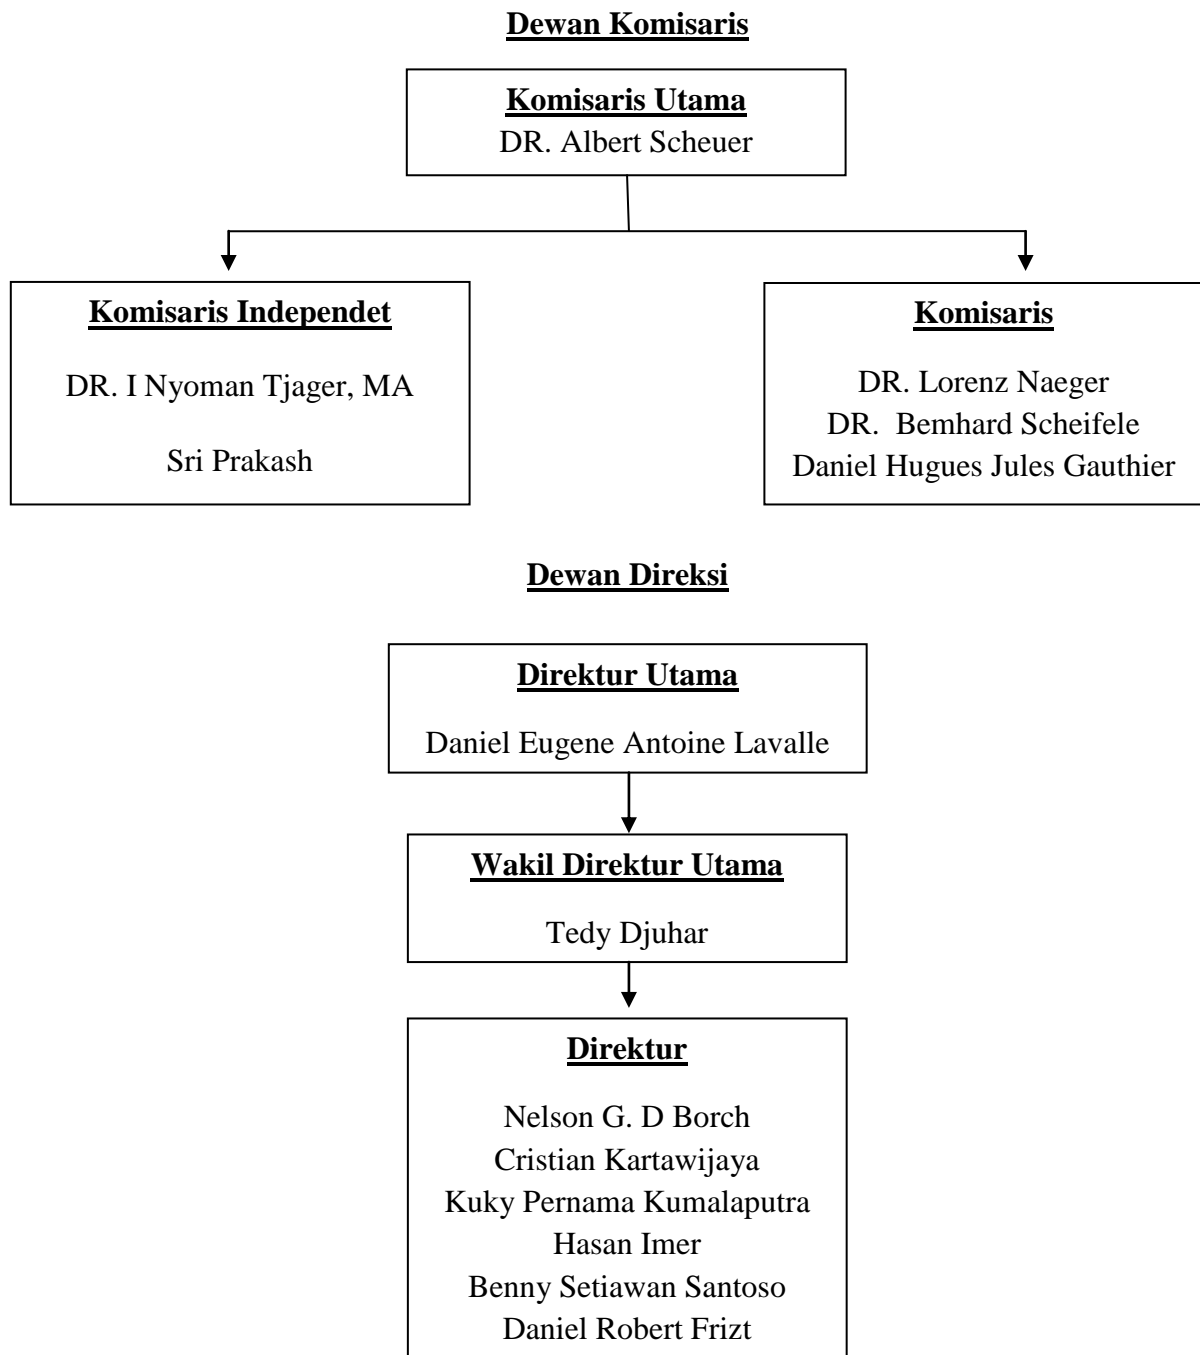 Dewan Komisaris
Komisaris Utama
DR. Albert Scheuer
Komisaris Independet
DR. I Nyoman Tjager, MA
Sri Prakash
Komisaris
DR. Lorenz Naeger
DR. Bemhard Scheifele
Daniel Hugues Jules Gauthier
Dewan Direksi
Direktur Utama
Daniel Eugene Antoine Lavalle
Wakil Direktur Utama
Tedy Djuhar
Direktur
Nelson G. D Borch
Cristian Kartawijaya
Kuky Pernama Kumalaputra
Hasan Imer
Benny Setiawan Santoso
Daniel Robert Frizt